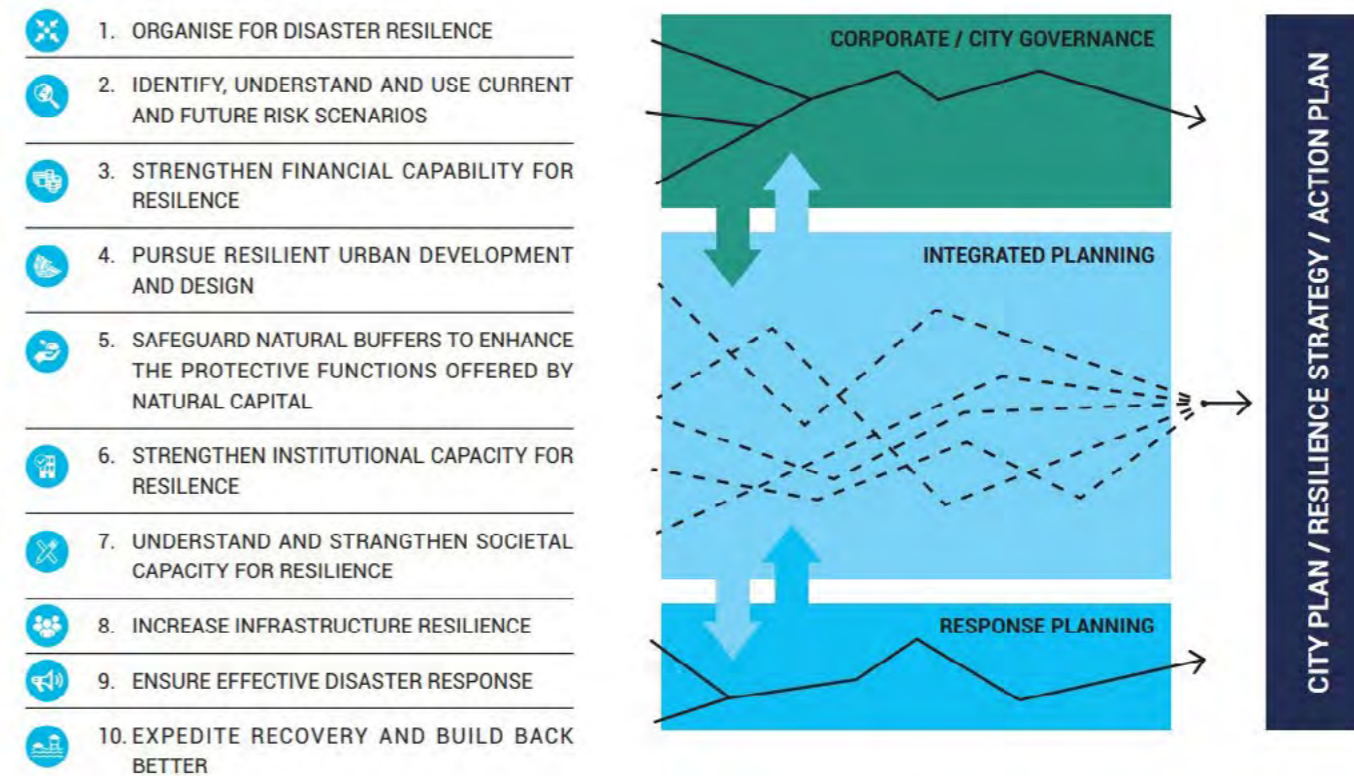 1. ORGANISE FOR DISASTER RESILENCE
2. IDENTIFY, UNDERSTAND AND USE CURRENT
AND FUTURE RISK SCENARIOS
3. STRENGTHEN FINANCIAL CAPABILITY FOR
RESILENCE
4. PURSUE RESILIENT URBAN DEVELOPMENT
AND DESIGN
5. SAFEGUARD NATURAL BUFFERS TO ENHANCE
THE PROTECTIVE FUNCTIONS OFFERED BY
NATURAL CAPITAL
6. STRENGTHEN INSTITUTIONAL CAPACITY FOR
RESILENCE
7. UNDERSTAND AND STRANGTHEN SOCIETAL
CAPACITY FOR RESILIENCE
8. INCREASE INFRASTRUCTURE RESILIENCE
9. ENSURE EFFECTIVE DISASTER RESPONSE
10. EXPEDITE RECOVERY AND BUILD BACK
BETTER
CORPORATE / CITY GOVERNANCE
INTEGRATED PLANNING
RESPONSE PLANNING
CITY PLAN / RESILIENCE STRATEGY / ACTION PLAN